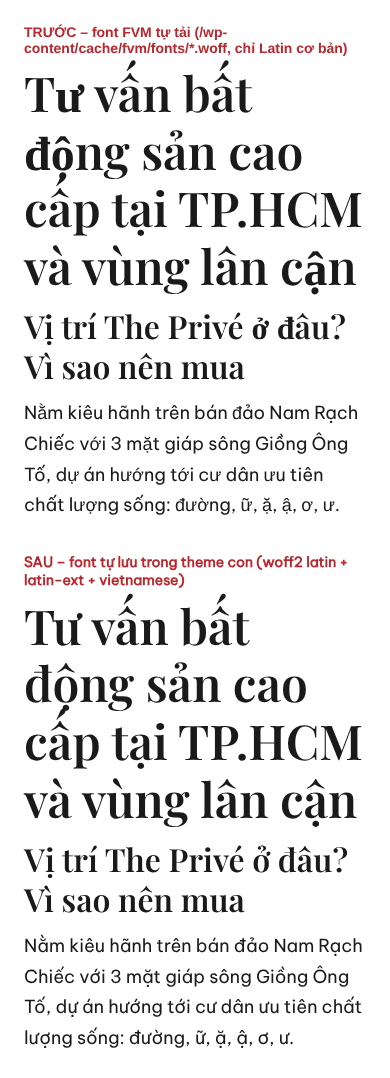 TRƯỚC – font FVM tự tải (/wp-
content/cache/fvm/fonts/*.woff, chỉ Latin cơ bản)
Tư vấn bất
động sản cao
cấp tại TP.HCM
và vùng lân cận
Vị trí The Privé ở đâu?
Vì sao nên mua
Nằm kiêu hãnh trên bán đảo Nam Rạch
Chiếc với 3 mặt giáp sông Giồng Ông
Tố, dự án hướng tới cư dân ưu tiên
chất lượng sống: đường, ữ, ặ, ậ, ơ, ư.
SAU – font tự lưu trong theme con (woff2 latin +
latin-ext + vietnamese)
Tư vấn bất
động sản cao
cấp tại TP.HCM
và vùng lân cận
Vị trí The Privé ở đâu?
Vì sao nên mua
Nằm kiêu hãnh trên bán đảo Nam Rạch
Chiếc với 3 mặt giáp sông Giồng Ông
Tố, dự án hướng tới cư dân ưu tiên chất
lượng sống: đường, ữ, ặ, ậ, ơ, ư.